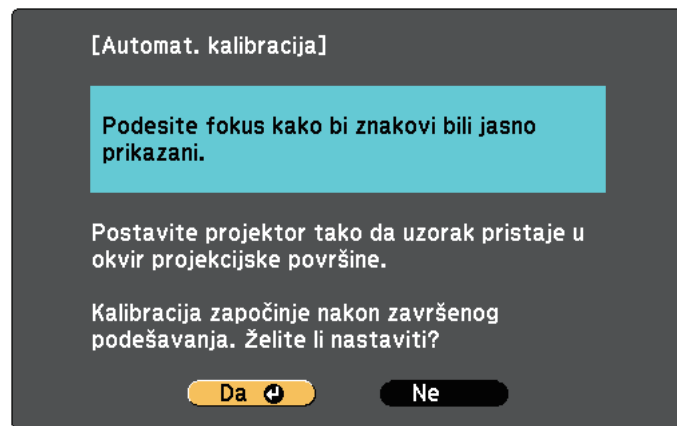 [Automat. kalibracija]
Podesite fokus kako bi znakovi bili jasno
prikazani.
Postavite projektor tako da uzorak pristaje u
okvir projekcijske površine.
Kalibracija započinje nakon završenog
podešavanja. Želite li nastaviti?
Da Ne